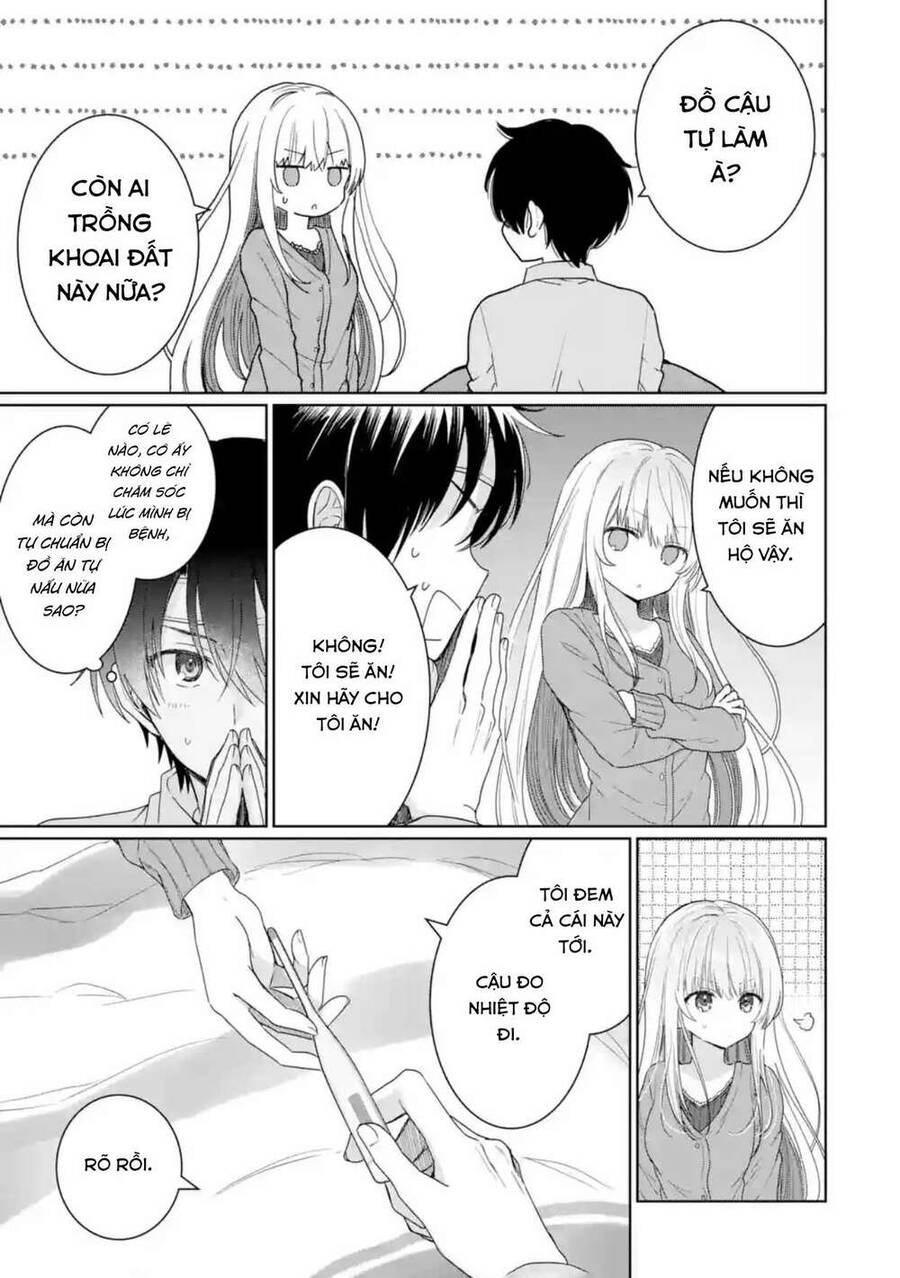 ĐỒ CẬU
TỰ LÀM
À?
CÒN AI
TRỒNG
KHOAI ĐẤT
NÀY NỮA?
NẾU KHÔNG
MUỐN THÌ
TÔI SẼ ĂN
HỘ VẬY.
KHÔNG!
TÔI SẼ ĂN!
XIN HÃY CHO
TÔI ĂN!
CÓ LẼ
NÀO, CÔ ẤY
KHÔNG CHỈ
CHĂM SÓC
LÚC MÌNH BỊ
BỆNH,
MÀ CÒN
TỰ CHUẨN BỊ
ĐỒ ĂN TỰ
NẤU NỮA
SAO?
TÔI ĐEM
CẢ CÁI NÀY
TỚI.
CẬU ĐO
NHIỆT ĐỘ
ĐI.
RÕ RỒI.